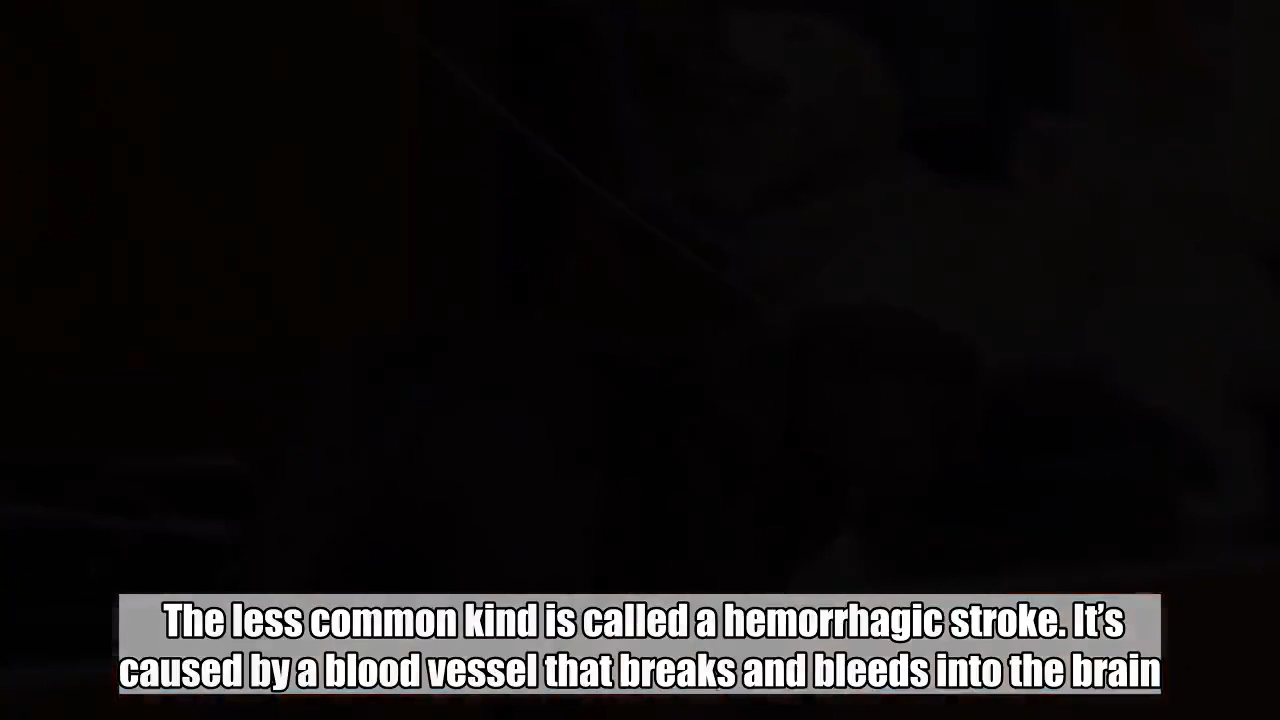 The less common kind is called a hemorrhagic stroke. It’s
caused by a blood vessel that breaks and bleeds into the brain